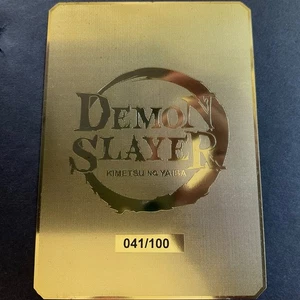 DEMON
SLAYER
KIMETSU NO YAIBA
041/100